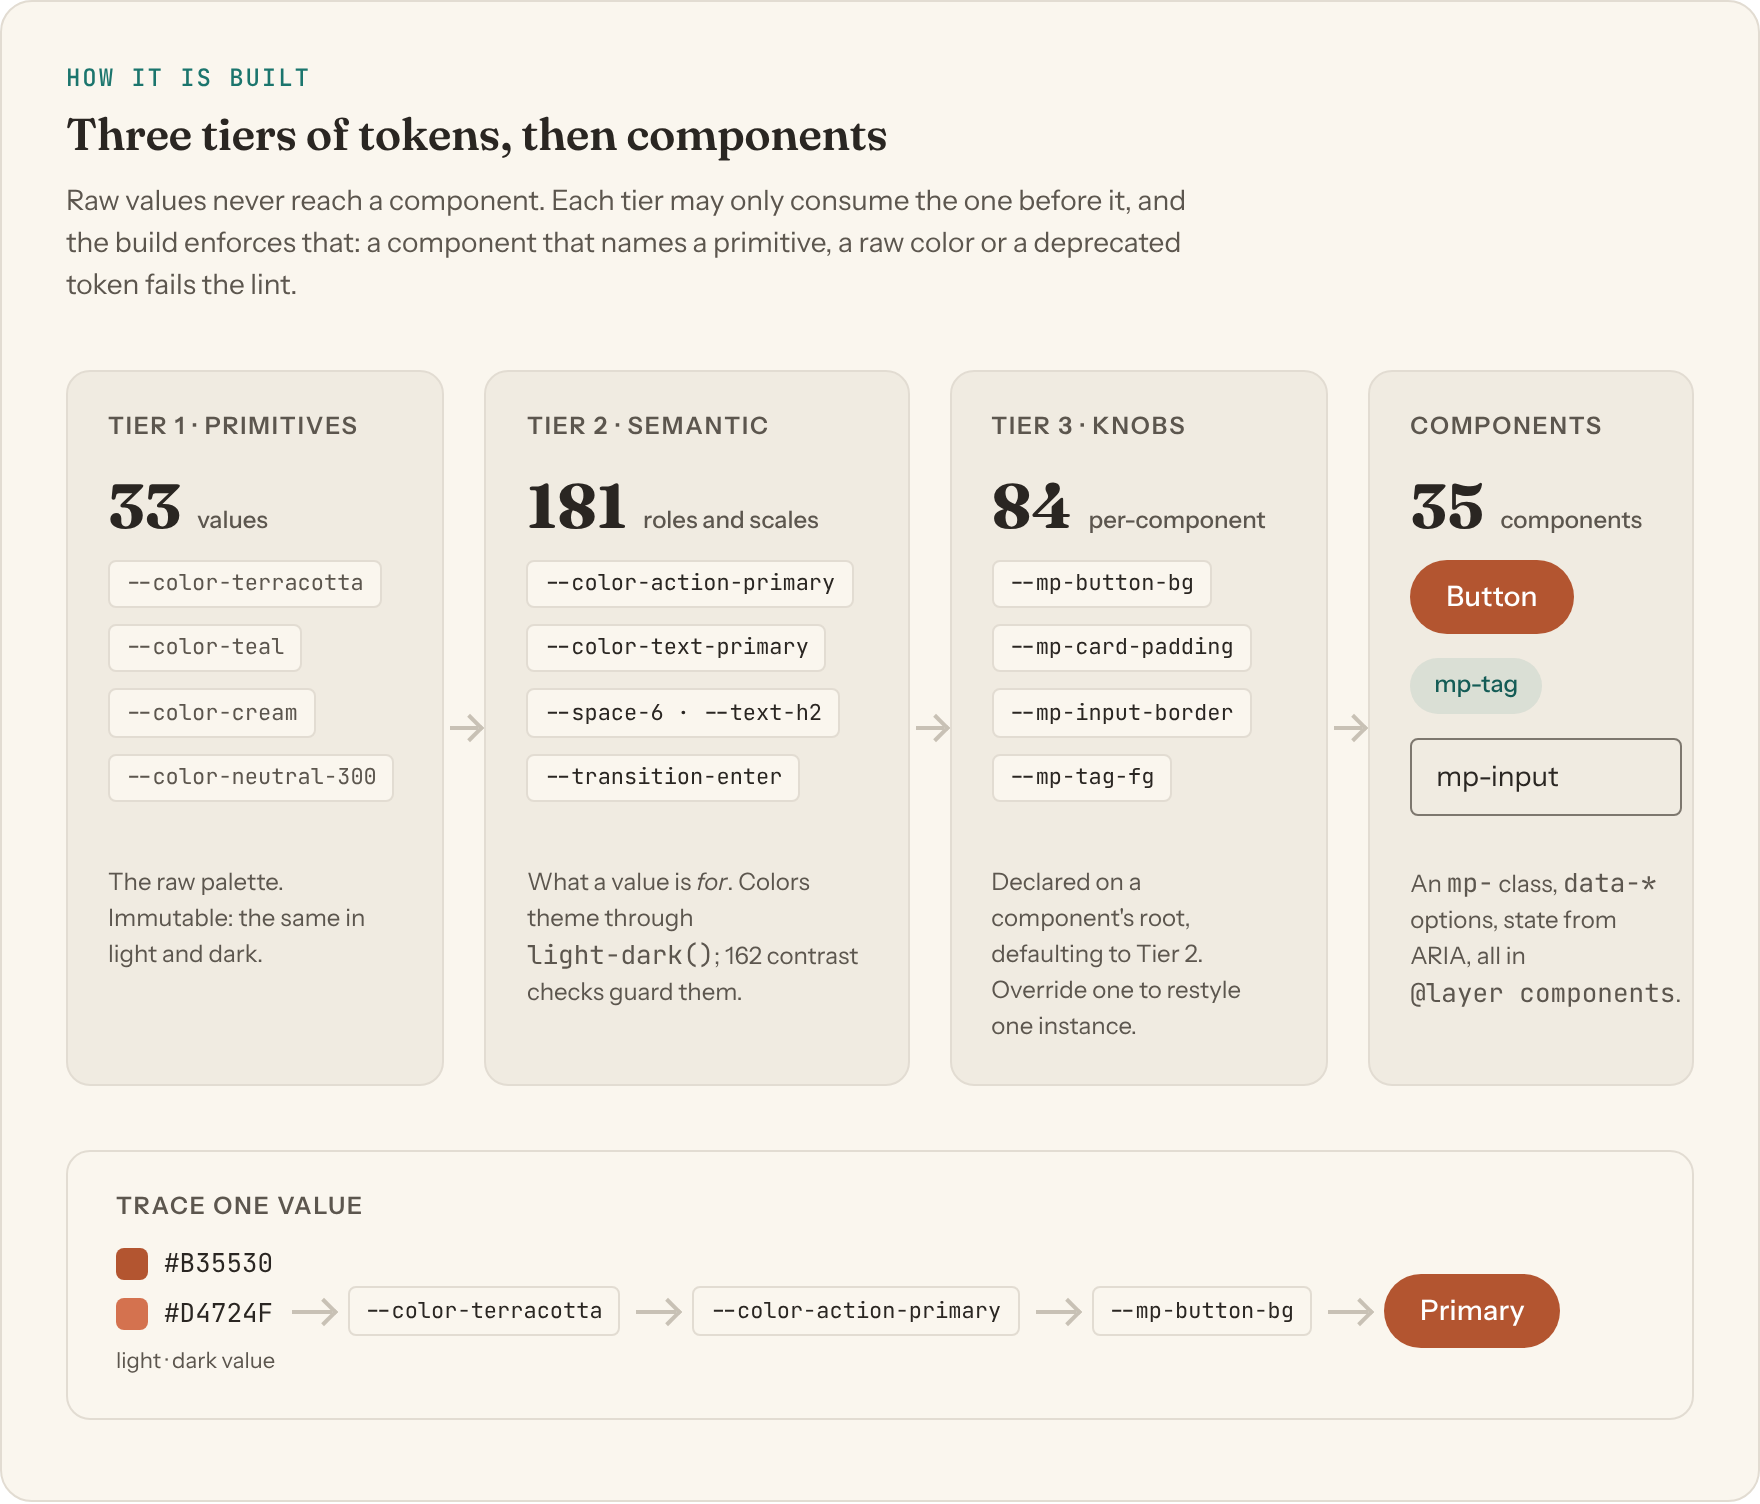 HOW IT IS BUILT
Three tiers of tokens, then components
Raw values never reach a component. Each tier may only consume the one before it, and
the build enforces that: a component that names a primitive, a raw color or a deprecated
token fails the lint.
TIER 1 · PRIMITIVES
33 values
--color-terracotta
--color-teal
--color-cream
--color-neutral-300
The raw palette.
Immutable: the same in
light and dark.
TIER 2 · SEMANTIC
181 roles and scales
--color-action-primary
--color-text-primary
--space-6 · --text-h2
--transition-enter
What a value is for. Colors
theme through
light-dark(); 162 contrast
checks guard them.
TIER 3 · KNOBS
84 per-component
--mp-button-bg
--mp-card-padding
--mp-input-border
--mp-tag-fg
Declared on a
component's root,
defaulting to Tier 2.
Override one to restyle
one instance.
COMPONENTS
35 components
Button
mp-tag
mp-input
An mp- class, data-*
options, state from
ARIA, all in
@layer components.
TRACE ONE VALUE
#B35530
#D4724F
light · dark value
--color-terracotta
--color-action-primary
--mp-button-bg
Primary